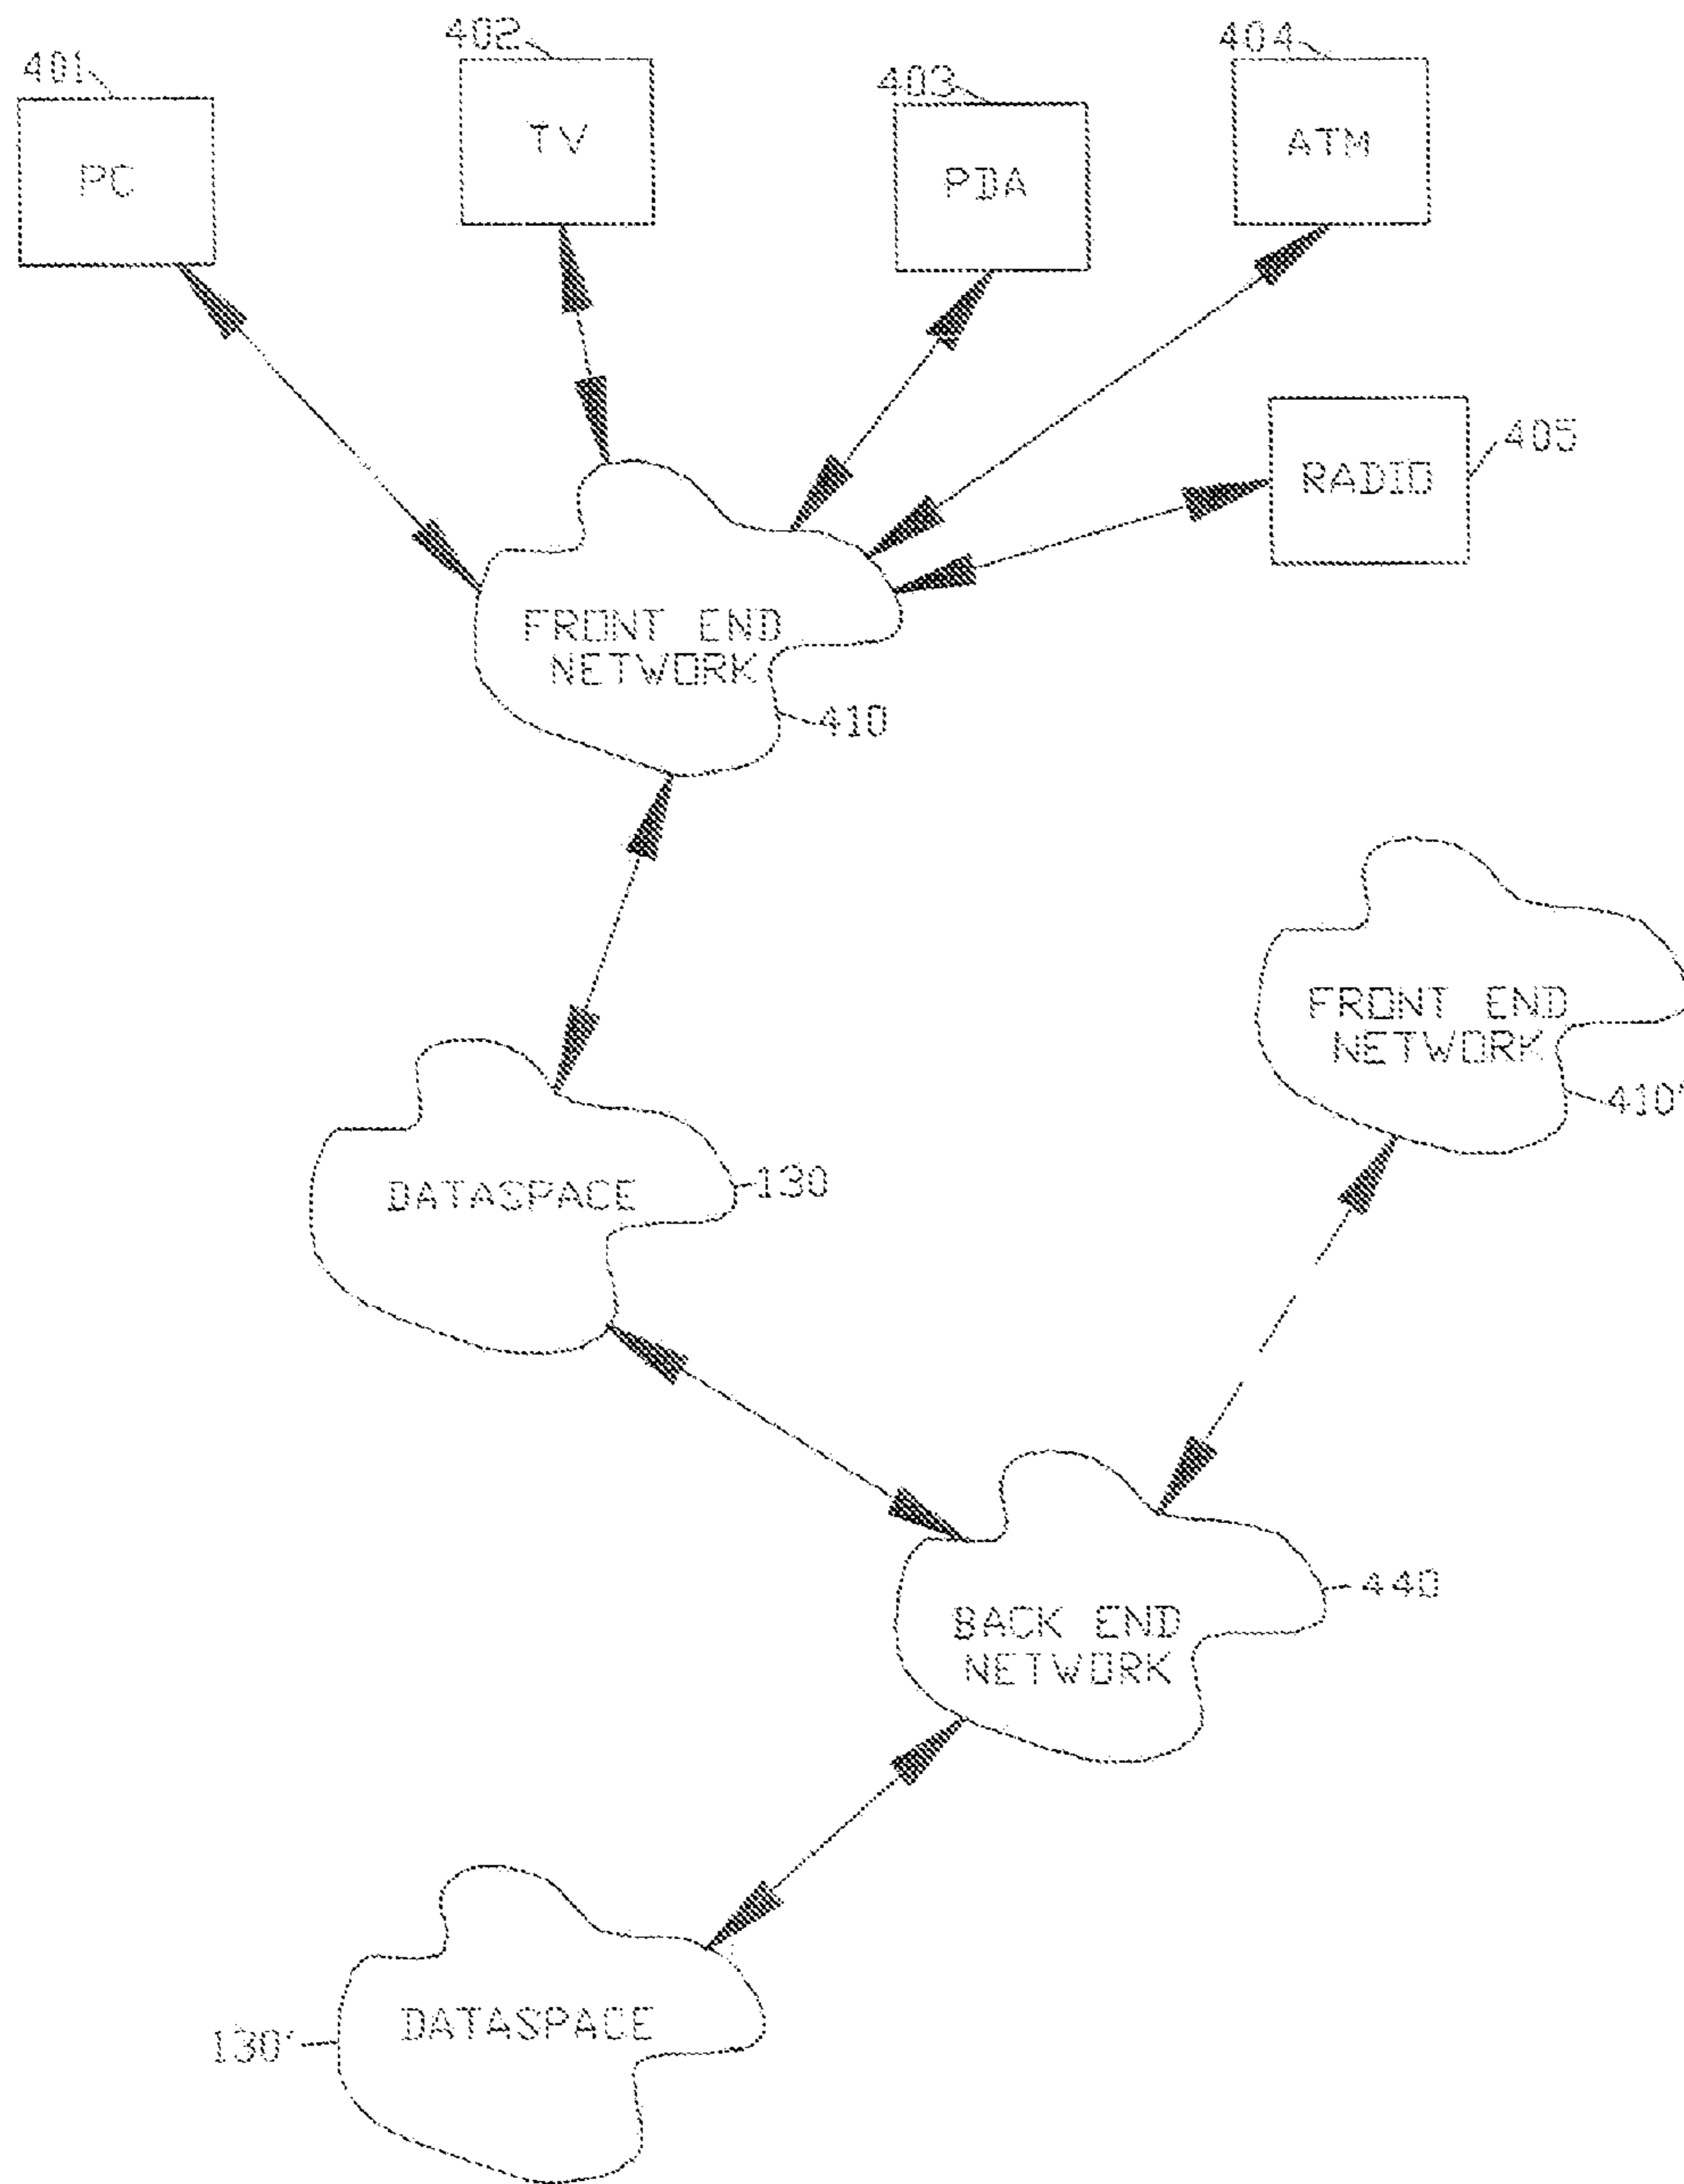 401
402
403
404
PC
TV
PDA
ATM
RADIO
405
FRONT END
NETWORK
410
FRONT END
NETWORK
410'
DATASPACE
130
BACK END
NETWORK
440
DATASPACE
130'